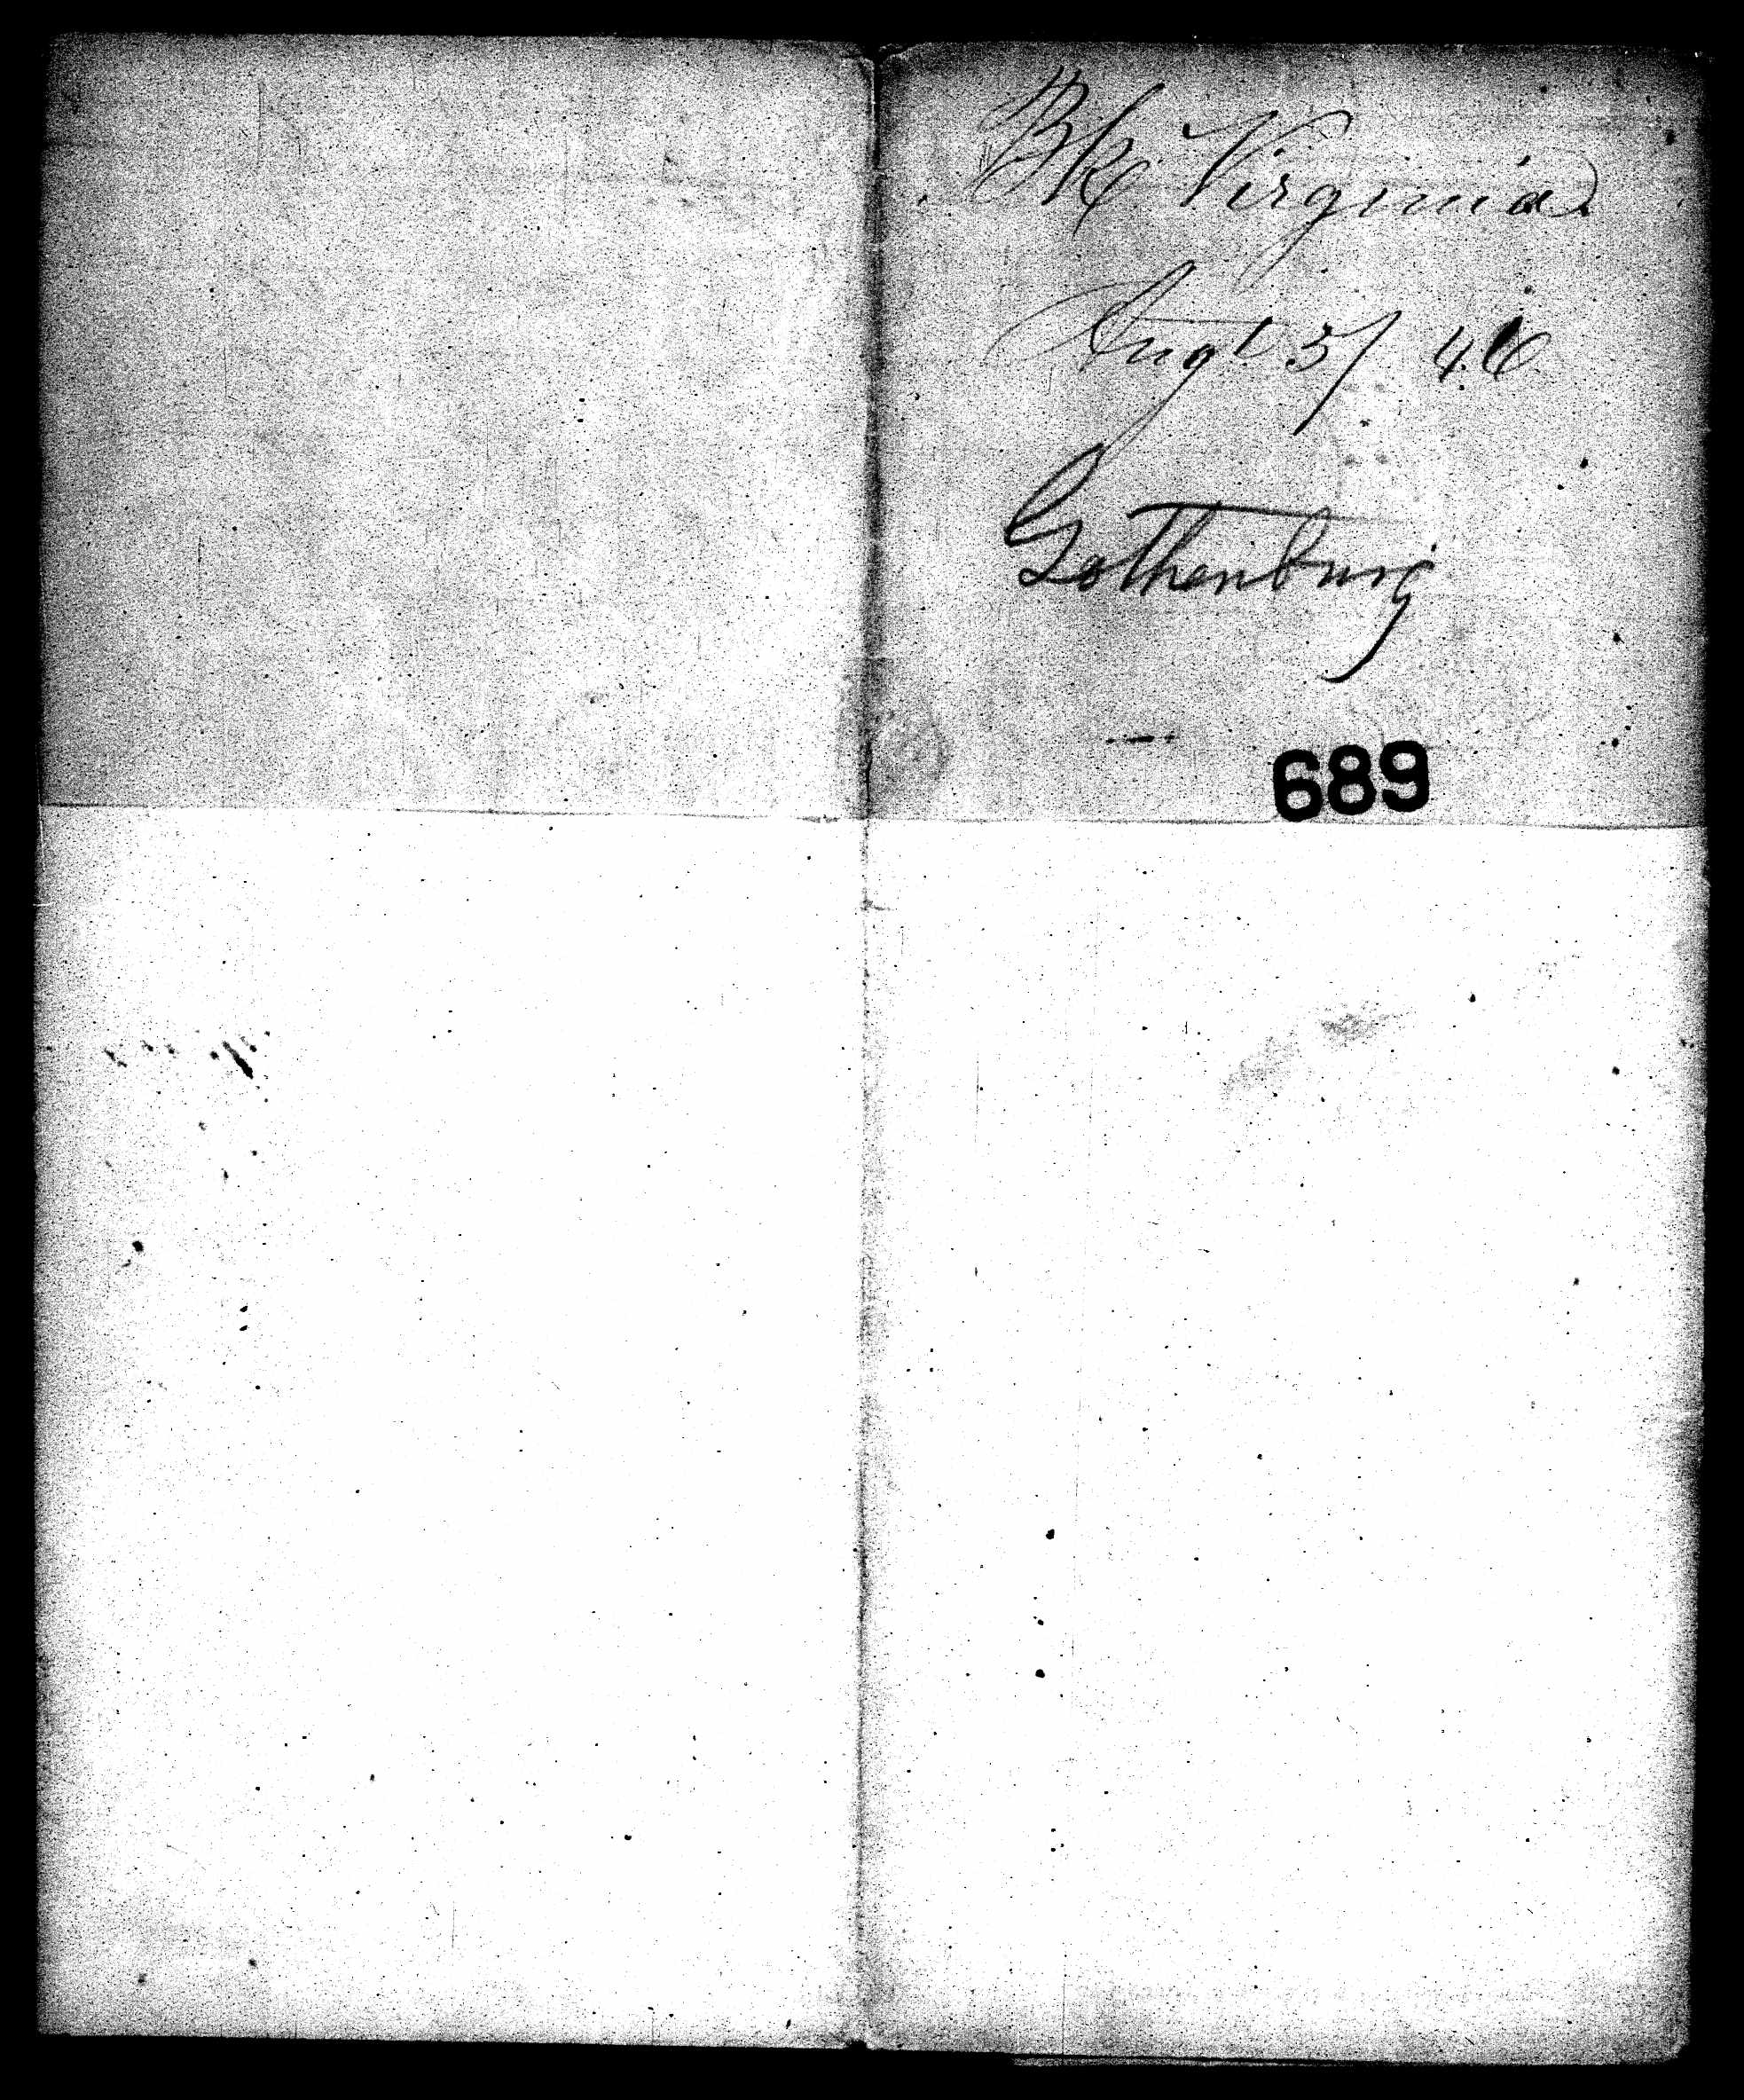 Bk Virginia
Augt 5/ 46
Gothenburg
689